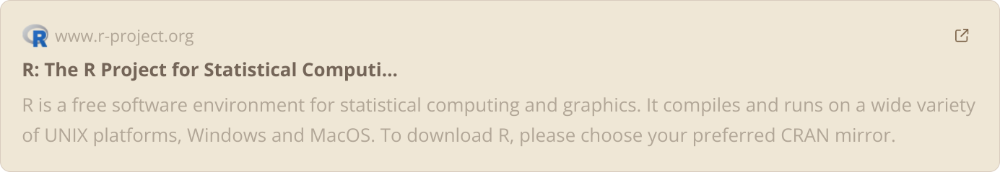 R www.r-project.org
R: The R Project for Statistical Computi...
R is a free software environment for statistical computing and graphics. It compiles and runs on a wide variety
of UNIX platforms, Windows and MacOS. To download R, please choose your preferred CRAN mirror.